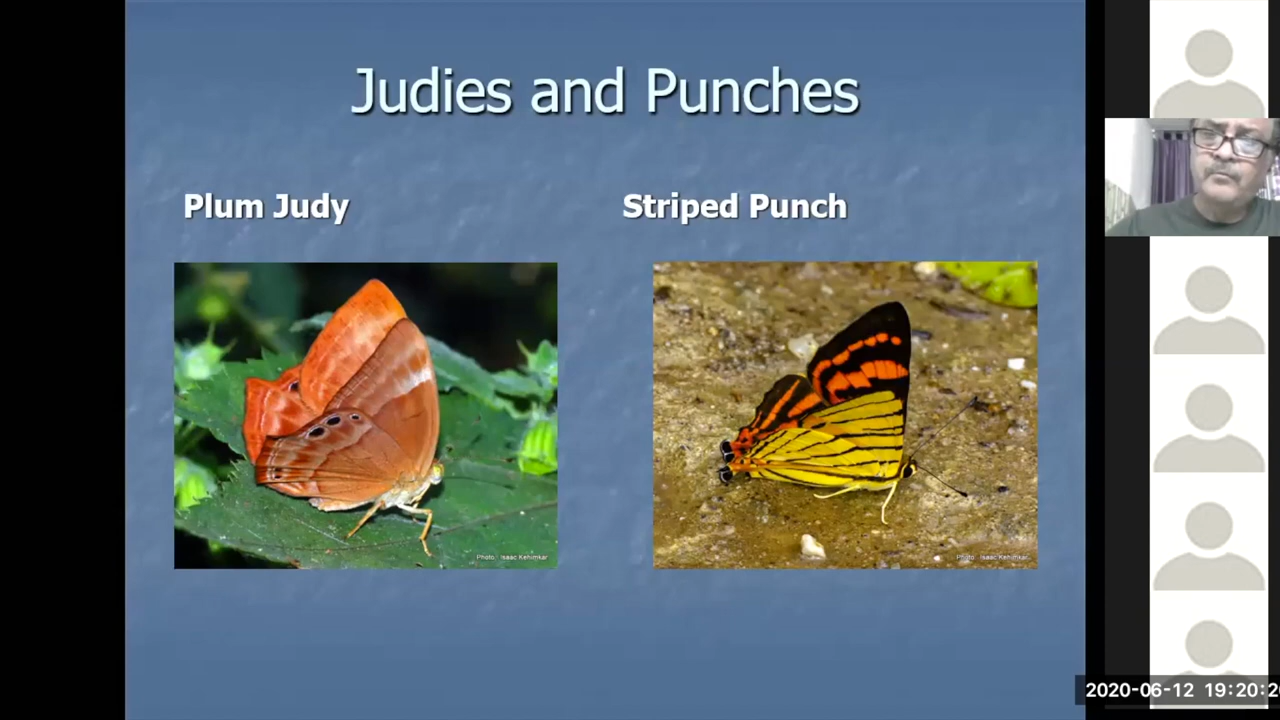 Judies and Punches
Plum Judy
Striped Punch
Photo: Isaac Kehimkar
Photo: Isaac Kehimkar
2020-06-12 19:20:2